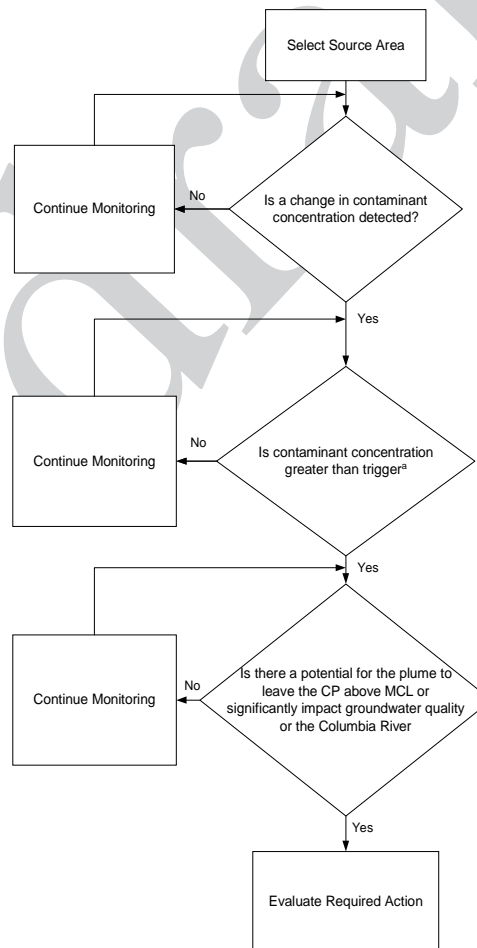 Select Source Area
Is a change in contaminant
concentration detected?
No
Continue Monitoring
Yes
Is contaminant concentration
greater than triggerᵃ
No
Continue Monitoring
Yes
Is there a potential for the plume to
leave the CP above MCL or
significantly impact groundwater quality
or the Columbia River
No
Continue Monitoring
Yes
Evaluate Required Action